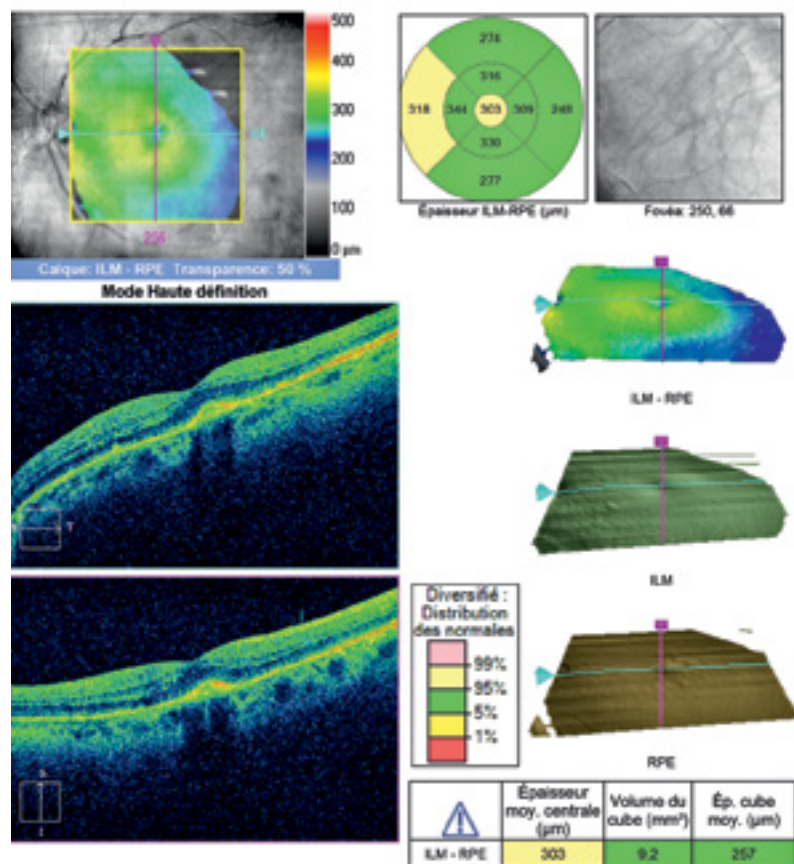 500
400
300
200
100
0 µm
256
Calque: ILM - RPE Transparence: 50 %
274
316
318
344
303
309
248
330
277
Épaisseur ILM-RPE (µm)
Fovéa: 250, 66
Mode Haute définition
ILM - RPE
T
ILM
Diversifié :
Distribution
des normales
99%
95%
5%
1%
RPE
S
I
Épaisseur moy. centrale (µm)
Volume du cube (mm³)
Ép. cube moy. (µm)
ILM - RPE 303 9,2 257